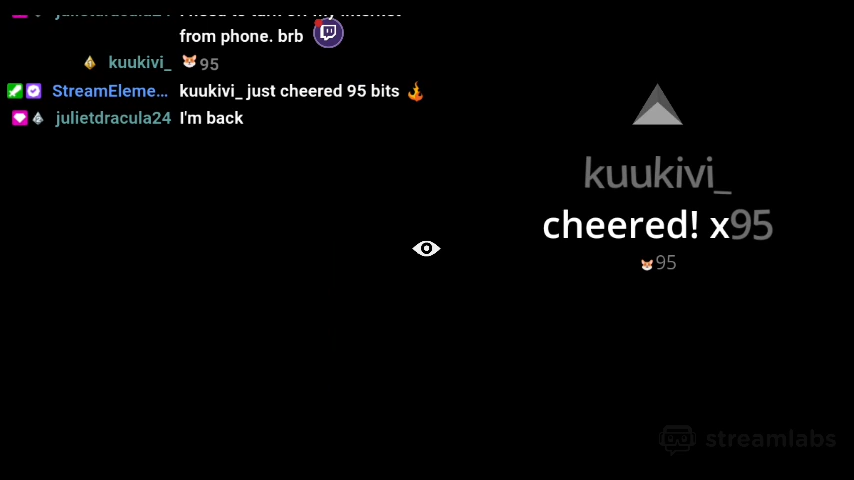 from phone. brb
kuukivi_ 95
StreamEleme... kuukivi_ just cheered 95 bits
julietdracula24 I'm back
kuukivi_
cheered! x95
95
streamlabs